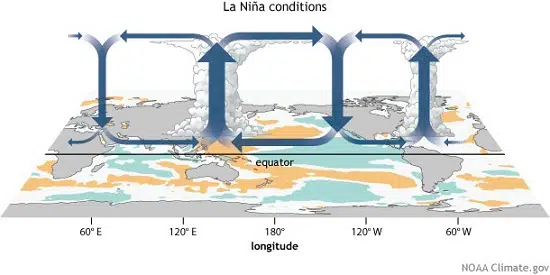 La Niña conditions
equator
60° E 120° E 180° 120° W 60° W
longitude
NOAA Climate.gov